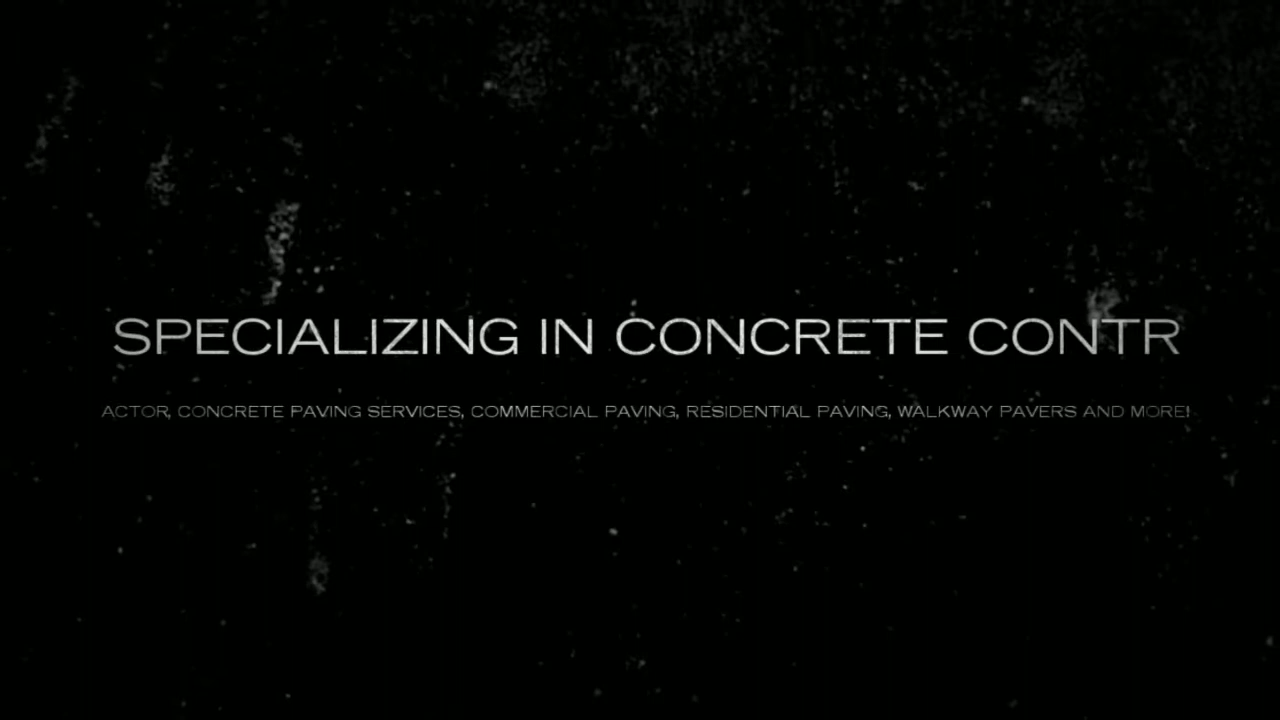 SPECIALIZING IN CONCRETE CONTR
ACTOR, CONCRETE PAVING SERVICES, COMMERCIAL PAVING, RESIDENTIAL PAVING, WALKWAY PAVERS AND MORE!